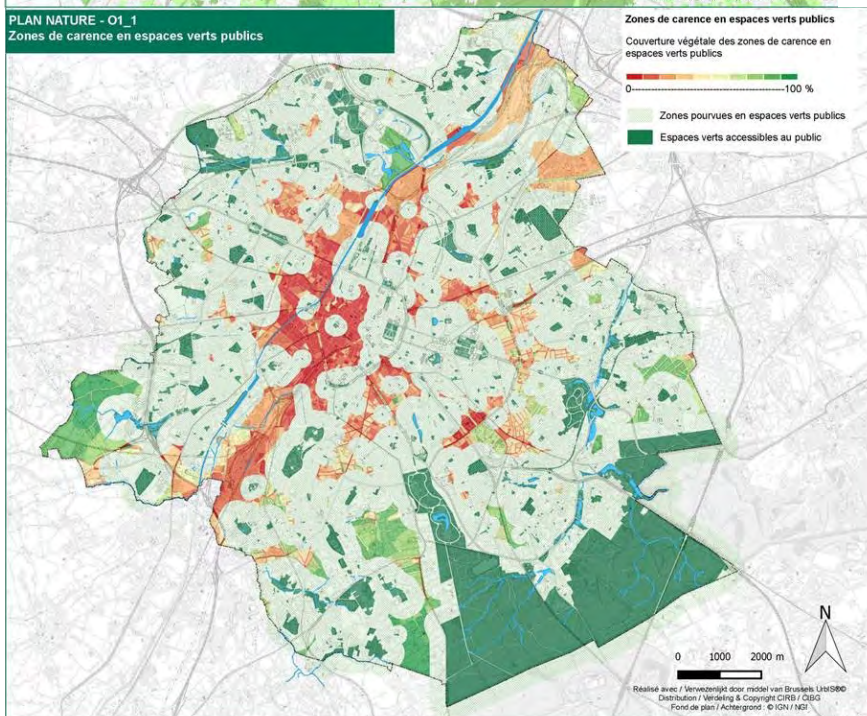 PLAN NATURE - O1_1
Zones de carence en espaces verts publics
Zones de carence en espaces verts publics
Couverture végétale des zones de carence en
espaces verts publics
0 100 %
Zones pourvues en espaces verts publics
Espaces verts accessibles au public
N
0 1000 2000 m
Réalisé avec / Verwezenlijkt door middel van Brussels UrbIS®©
Distribution / Verdeling & Copyright CIRB / CIBG
Fond de plan / Achtergrond : © IGN / NGI